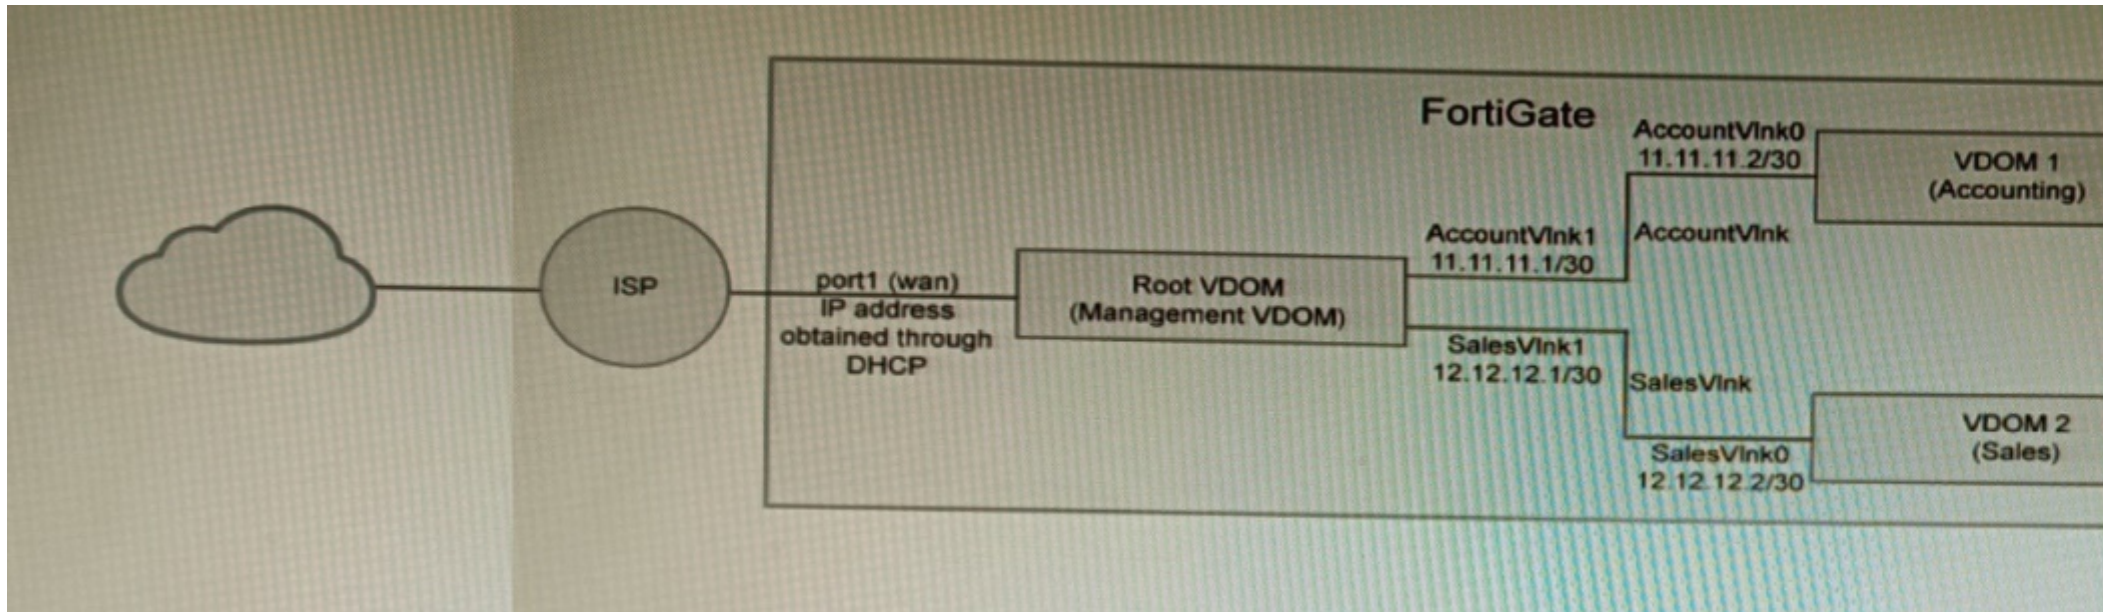 FortiGate
AccountVlnk0
11.11.11.2/30
VDOM 1
(Accounting)
AccountVlnk1
11.11.11.1/30
AccountVlnk
ISP
port1 (wan)
IP address
obtained through
DHCP
Root VDOM
(Management VDOM)
SalesVlnk1
12.12.12.1/30
SalesVlnk
VDOM 2
(Sales)
SalesVlnk0
12.12.12.2/30